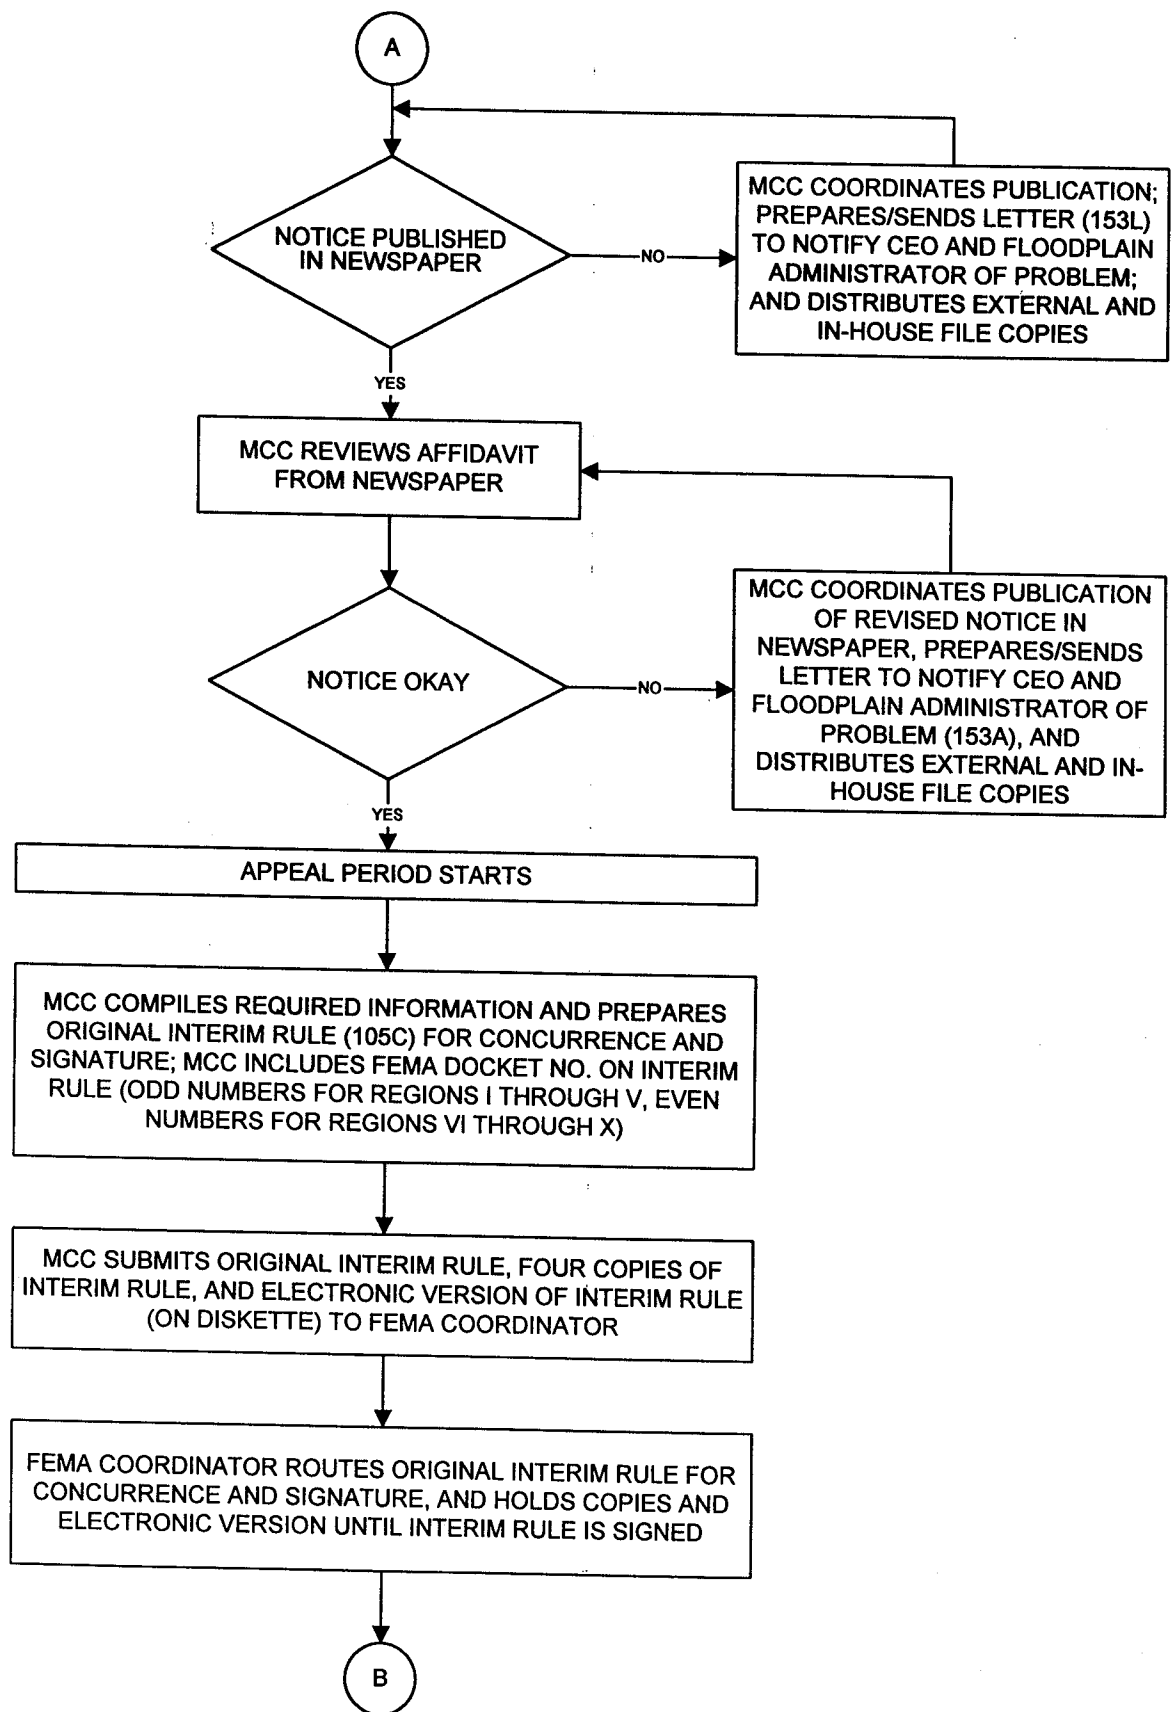 A
NOTICE PUBLISHED
IN NEWSPAPER
NO
MCC COORDINATES PUBLICATION;
PREPARES/SENDS LETTER (153L)
TO NOTIFY CEO AND FLOODPLAIN
ADMINISTRATOR OF PROBLEM;
AND DISTRIBUTES EXTERNAL AND
IN-HOUSE FILE COPIES
YES
MCC REVIEWS AFFIDAVIT
FROM NEWSPAPER
NOTICE OKAY
NO
MCC COORDINATES PUBLICATION
OF REVISED NOTICE IN
NEWSPAPER, PREPARES/SENDS
LETTER TO NOTIFY CEO AND
FLOODPLAIN ADMINISTRATOR OF
PROBLEM (153A), AND
DISTRIBUTES EXTERNAL AND IN-
HOUSE FILE COPIES
YES
APPEAL PERIOD STARTS
MCC COMPILES REQUIRED INFORMATION AND PREPARES
ORIGINAL INTERIM RULE (105C) FOR CONCURRENCE AND
SIGNATURE; MCC INCLUDES FEMA DOCKET NO. ON INTERIM
RULE (ODD NUMBERS FOR REGIONS I THROUGH V, EVEN
NUMBERS FOR REGIONS VI THROUGH X)
MCC SUBMITS ORIGINAL INTERIM RULE, FOUR COPIES OF
INTERIM RULE, AND ELECTRONIC VERSION OF INTERIM RULE
(ON DISKETTE) TO FEMA COORDINATOR
FEMA COORDINATOR ROUTES ORIGINAL INTERIM RULE FOR
CONCURRENCE AND SIGNATURE, AND HOLDS COPIES AND
ELECTRONIC VERSION UNTIL INTERIM RULE IS SIGNED
B